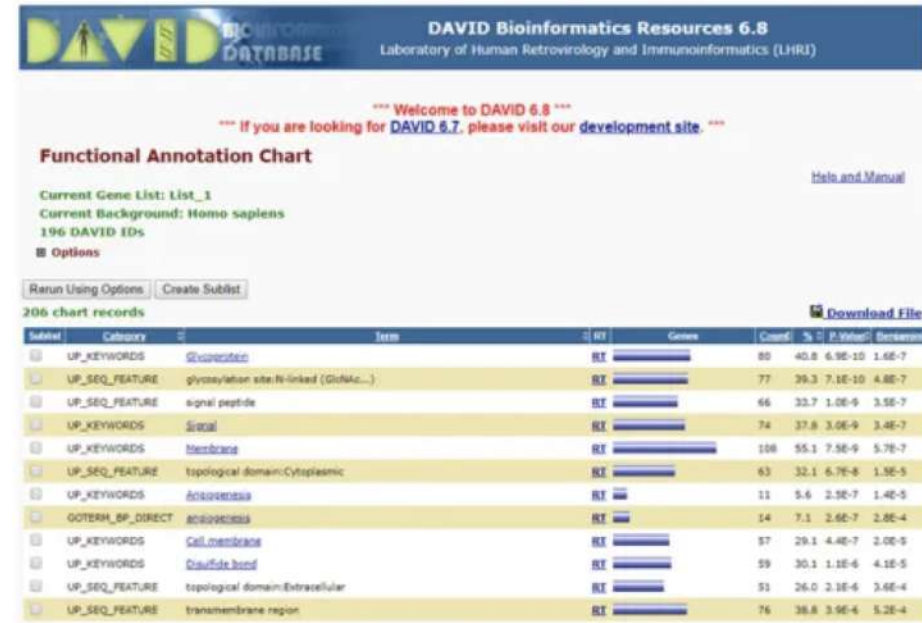 DAVID BIOINFORMATICS DATABASE
DAVID Bioinformatics Resources 6.8
Laboratory of Human Retrovirology and Immunoinformatics (LHRI)
*** Welcome to DAVID 6.8 ***
*** If you are looking for DAVID 6.7, please visit our development site. ***
Functional Annotation Chart
Help and Manual
Current Gene List: List_1
Current Background: Homo sapiens
196 DAVID IDs
Options
Rerun Using Options Create Sublist
206 chart records Download File
Sublist Category Term RT Genes Count % P-Value Benjamini
UP_KEYWORDS Glycoprotein RT 80 40.8 6.9E-10 1.6E-7
UP_SEQ_FEATURE glycosylation site:N-linked (GlcNAc...) RT 77 39.3 7.1E-10 4.8E-7
UP_SEQ_FEATURE signal peptide RT 66 33.7 1.0E-9 3.5E-7
UP_KEYWORDS Signal RT 74 37.8 3.0E-9 3.4E-7
UP_KEYWORDS Membrane RT 108 55.1 7.5E-9 5.7E-7
UP_SEQ_FEATURE topological domain:Cytoplasmic RT 63 32.1 6.7E-8 1.5E-5
UP_KEYWORDS Angiogenesis RT 11 5.6 2.5E-7 1.4E-5
GOTERM_BP_DIRECT angiogenesis RT 14 7.1 2.6E-7 2.8E-4
UP_KEYWORDS Cell membrane RT 57 29.1 4.4E-7 2.0E-5
UP_KEYWORDS Disulfide bond RT 59 30.1 1.1E-6 4.1E-5
UP_SEQ_FEATURE topological domain:Extracellular RT 51 26.0 2.1E-6 3.6E-4
UP_SEQ_FEATURE transmembrane region RT 76 38.8 3.9E-6 5.2E-4